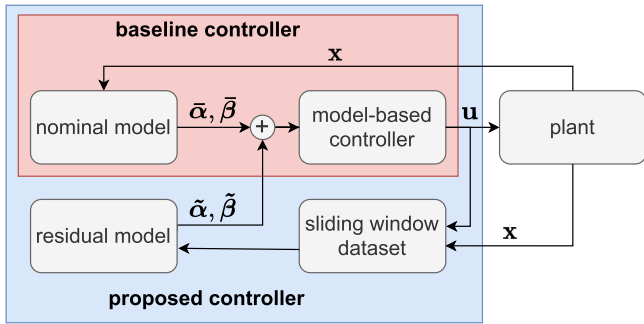 baseline controller
x
nominal model
ᾱ, β̄
+
model-based
controller
u
plant
residual model
α̃, β̃
sliding window
dataset
x
proposed controller